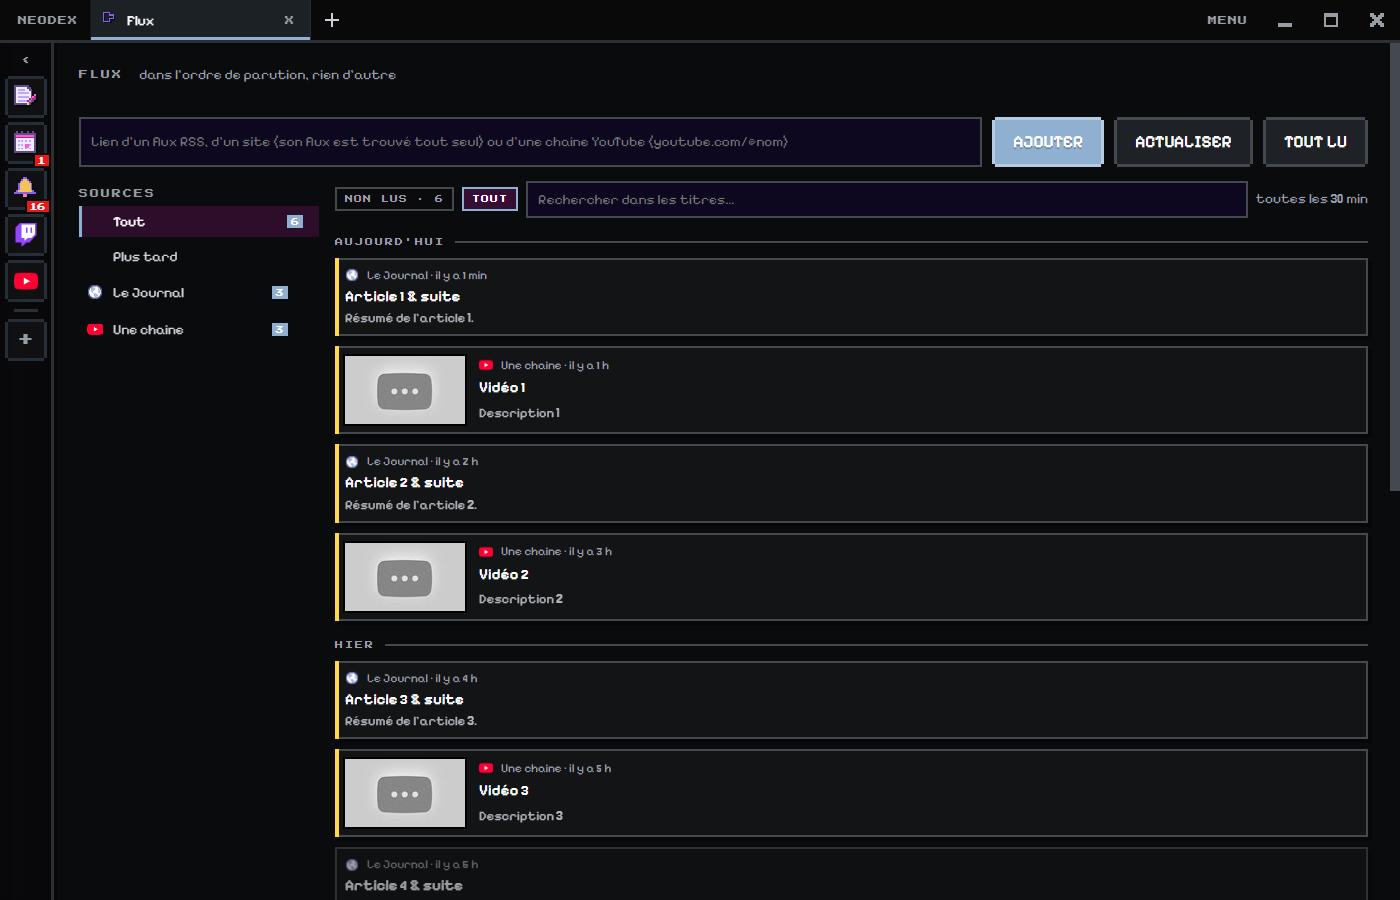 NEODEX
Flux
MENU
FLUX dans l'ordre de parution, rien d'autre
Lien d'un flux RSS, d'un site (son flux est trouvé tout seul) ou d'une chaîne YouTube (youtube.com/@nom)
AJOUTER
ACTUALISER
TOUT LU
1
16
SOURCES
Tout 6
Plus tard
Le Journal 3
Une chaîne 3
NON LUS · 6
TOUT
Rechercher dans les titres...
toutes les 30 min
AUJOURD'HUI
Le Journal · il y a 1 min
Article 1 & suite
Résumé de l'article 1.
Une chaîne · il y a 1 h
Vidéo 1
Description 1
Le Journal · il y a 2 h
Article 2 & suite
Résumé de l'article 2.
Une chaîne · il y a 3 h
Vidéo 2
Description 2
HIER
Le Journal · il y a 4 h
Article 3 & suite
Résumé de l'article 3.
Une chaîne · il y a 5 h
Vidéo 3
Description 3
Le Journal · il y a 5 h
Article 4 & suite